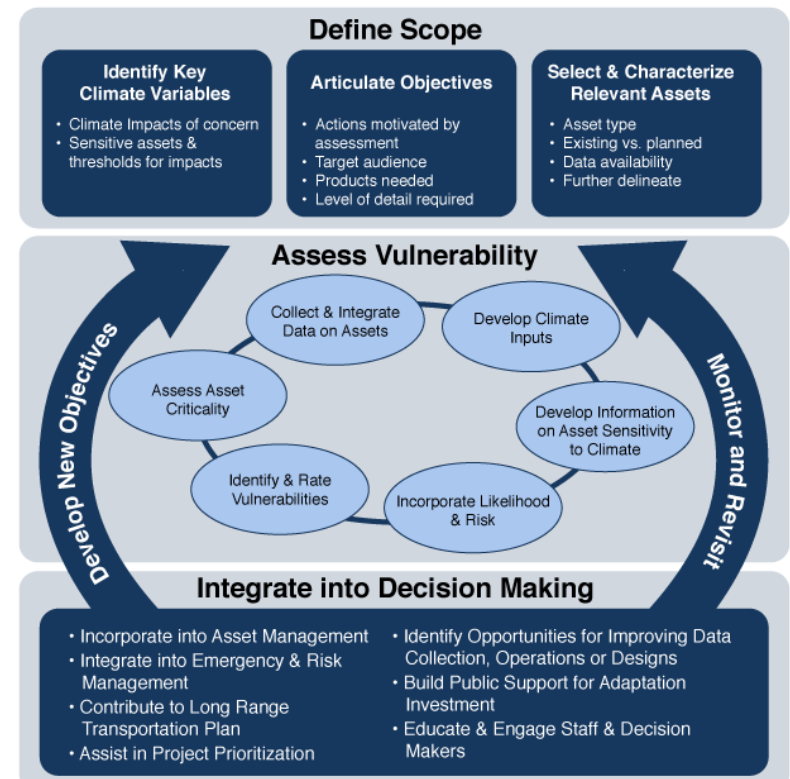 Define Scope
Identify Key
Climate Variables
• Climate Impacts of concern
• Sensitive assets &
thresholds for impacts
Articulate Objectives
• Actions motivated by
assessment
• Target audience
• Products needed
• Level of detail required
Select & Characterize
Relevant Assets
• Asset type
• Existing vs. planned
• Data availability
• Further delineate
Assess Vulnerability
Collect & Integrate
Data on Assets
Develop Climate
Inputs
Develop Information
on Asset Sensitivity
to Climate
Incorporate Likelihood
& Risk
Identify & Rate
Vulnerabilities
Assess Asset
Criticality
Develop New Objectives
Monitor and Revisit
Integrate into Decision Making
• Incorporate into Asset Management
• Integrate into Emergency & Risk
Management
• Contribute to Long Range
Transportation Plan
• Assist in Project Prioritization
• Identify Opportunities for Improving Data
Collection, Operations or Designs
• Build Public Support for Adaptation
Investment
• Educate & Engage Staff & Decision
Makers